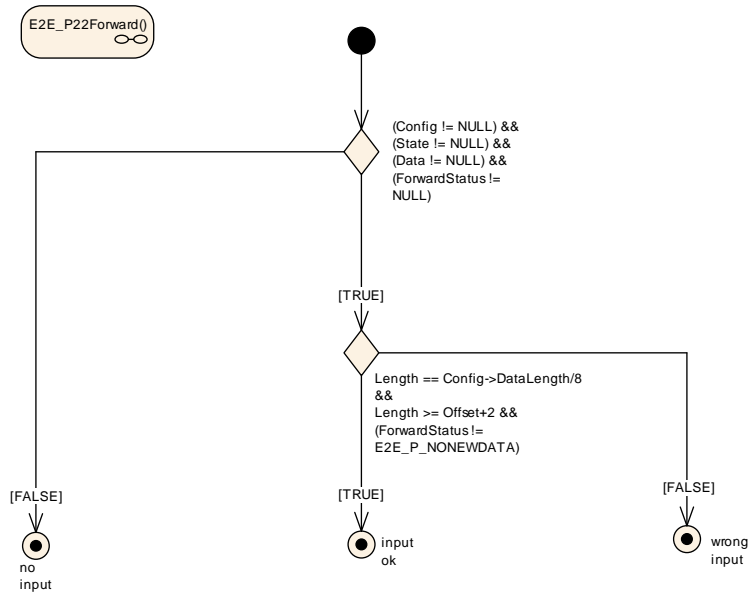 E2E_P22Forward()
(Config != NULL) &&
(State != NULL) &&
(Data != NULL) &&
(ForwardStatus !=
NULL)
[TRUE]
Length == Config->DataLength/8
&&
Length >= Offset+2 &&
(ForwardStatus !=
E2E_P_NONEWDATA)
[FALSE]
[TRUE]
[FALSE]
no
input
input
ok
wrong
input